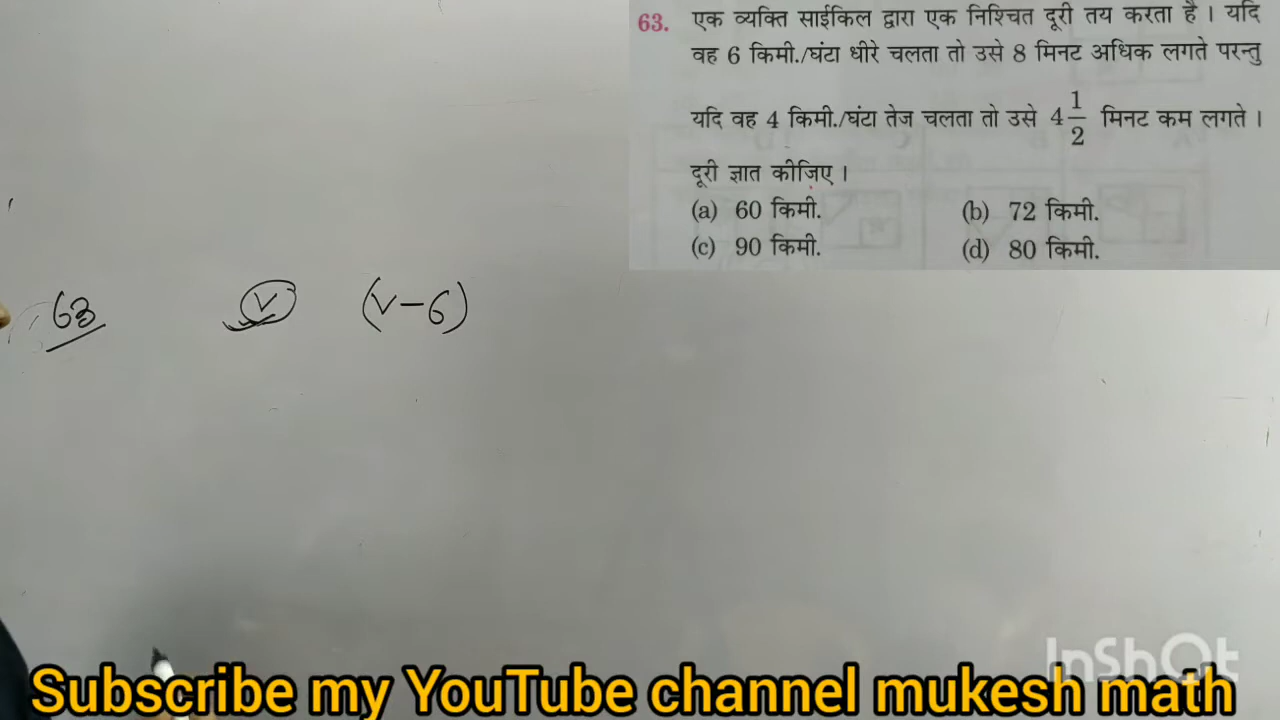 63. एक व्यक्ति साईकिल द्वारा एक निश्चित दूरी तय करता है । यदि
वह 6 किमी./घंटा धीरे चलता तो उसे 8 मिनट अधिक लगते परन्तु
यदि वह 4 किमी./घंटा तेज चलता तो उसे 4 1/2 मिनट कम लगते ।
दूरी ज्ञात कीजिए ।
(a) 60 किमी. (b) 72 किमी.
(c) 90 किमी. (d) 80 किमी.
63 V (V-6)
InShOt
Subscribe my YouTube channel mukesh math